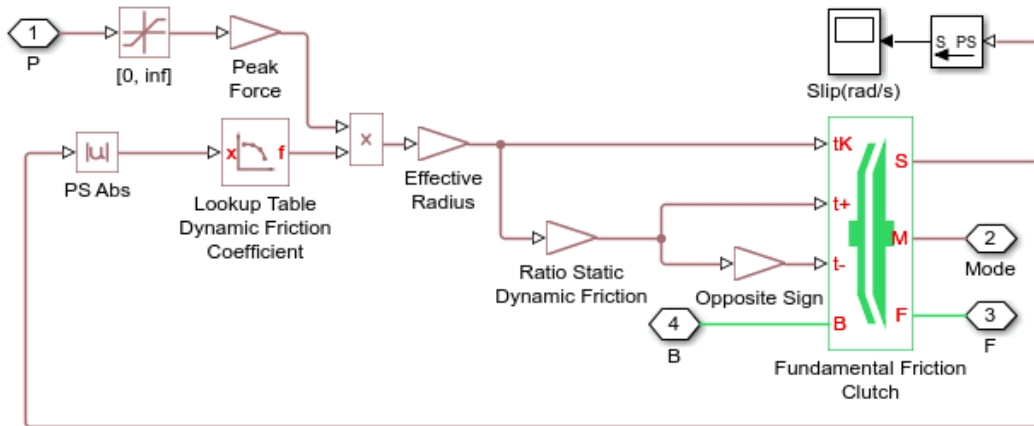 1
P
[0, inf]
Peak
Force
Slip(rad/s)
S PS
|u|
PS Abs
x f
Lookup Table
Dynamic Friction
Coefficient
x
Effective
Radius
Ratio Static
Dynamic Friction
Opposite Sign
4
B
tK
t+
t-
B
S
M
F
Fundamental Friction
Clutch
2
Mode
3
F